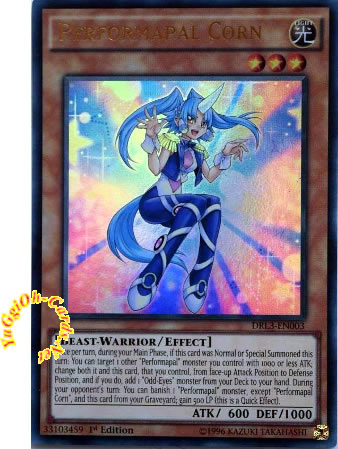 PERFORMAPAL CORN
光
DRL3-EN003
[BEAST-WARRIOR/EFFECT]
per turn, during your Main Phase, if this card was Normal or Special Summoned this
turn: You can target 1 other "Performapal" monster you control with 1000 or less ATK;
change both it and this card, that you control, from face-up Attack Position to Defense
Position, and if you do, add 1 "Odd-Eyes" monster from your Deck to your hand. During
your opponent's turn: You can banish 1 "Performapal" monster, except "Performapal
Corn", and this card from your Graveyard; gain 500 LP (this is a Quick Effect).
ATK/ 600 DEF/1000
33103459 1st Edition
©1996 KAZUKI TAKAHASHI
YuGgiOh-Cards.Net